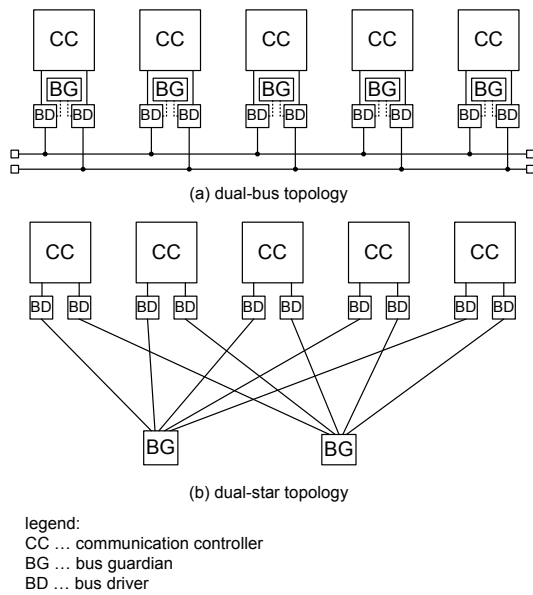 CC CC CC CC CC
BG BG BG BG BG
BD BD BD BD BD BD BD BD BD BD
(a) dual-bus topology
CC CC CC CC CC
BD BD BD BD BD BD BD BD BD BD
BG BG
(b) dual-star topology
legend:
CC … communication controller
BG … bus guardian
BD … bus driver